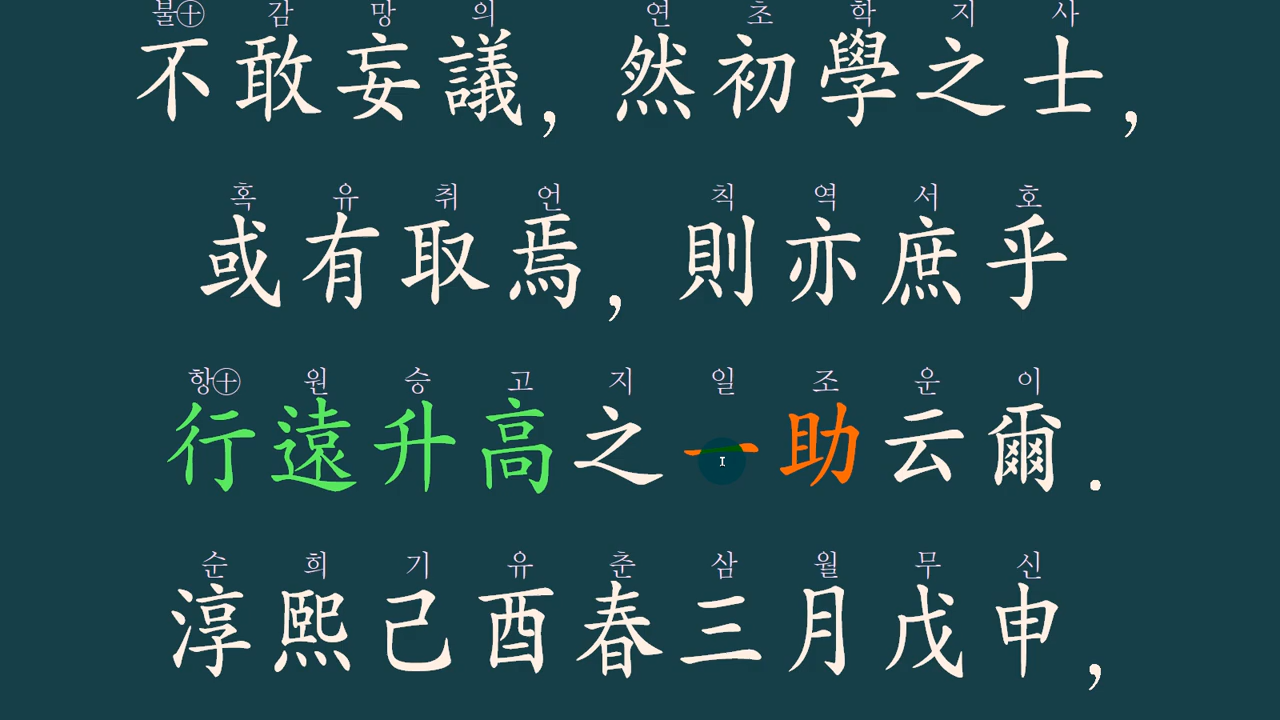 불㊉ 감 망 의 연 초 학 지 사
不敢妄議, 然初學之士,
혹 유 취 언 칙 역 서 호
或有取焉, 則亦庶乎
항㊉ 원 승 고 지 일 조 운 이
行遠升高之一助云爾.
순 희 기 유 춘 삼 월 무 신
淳熙己酉春三月戊申,